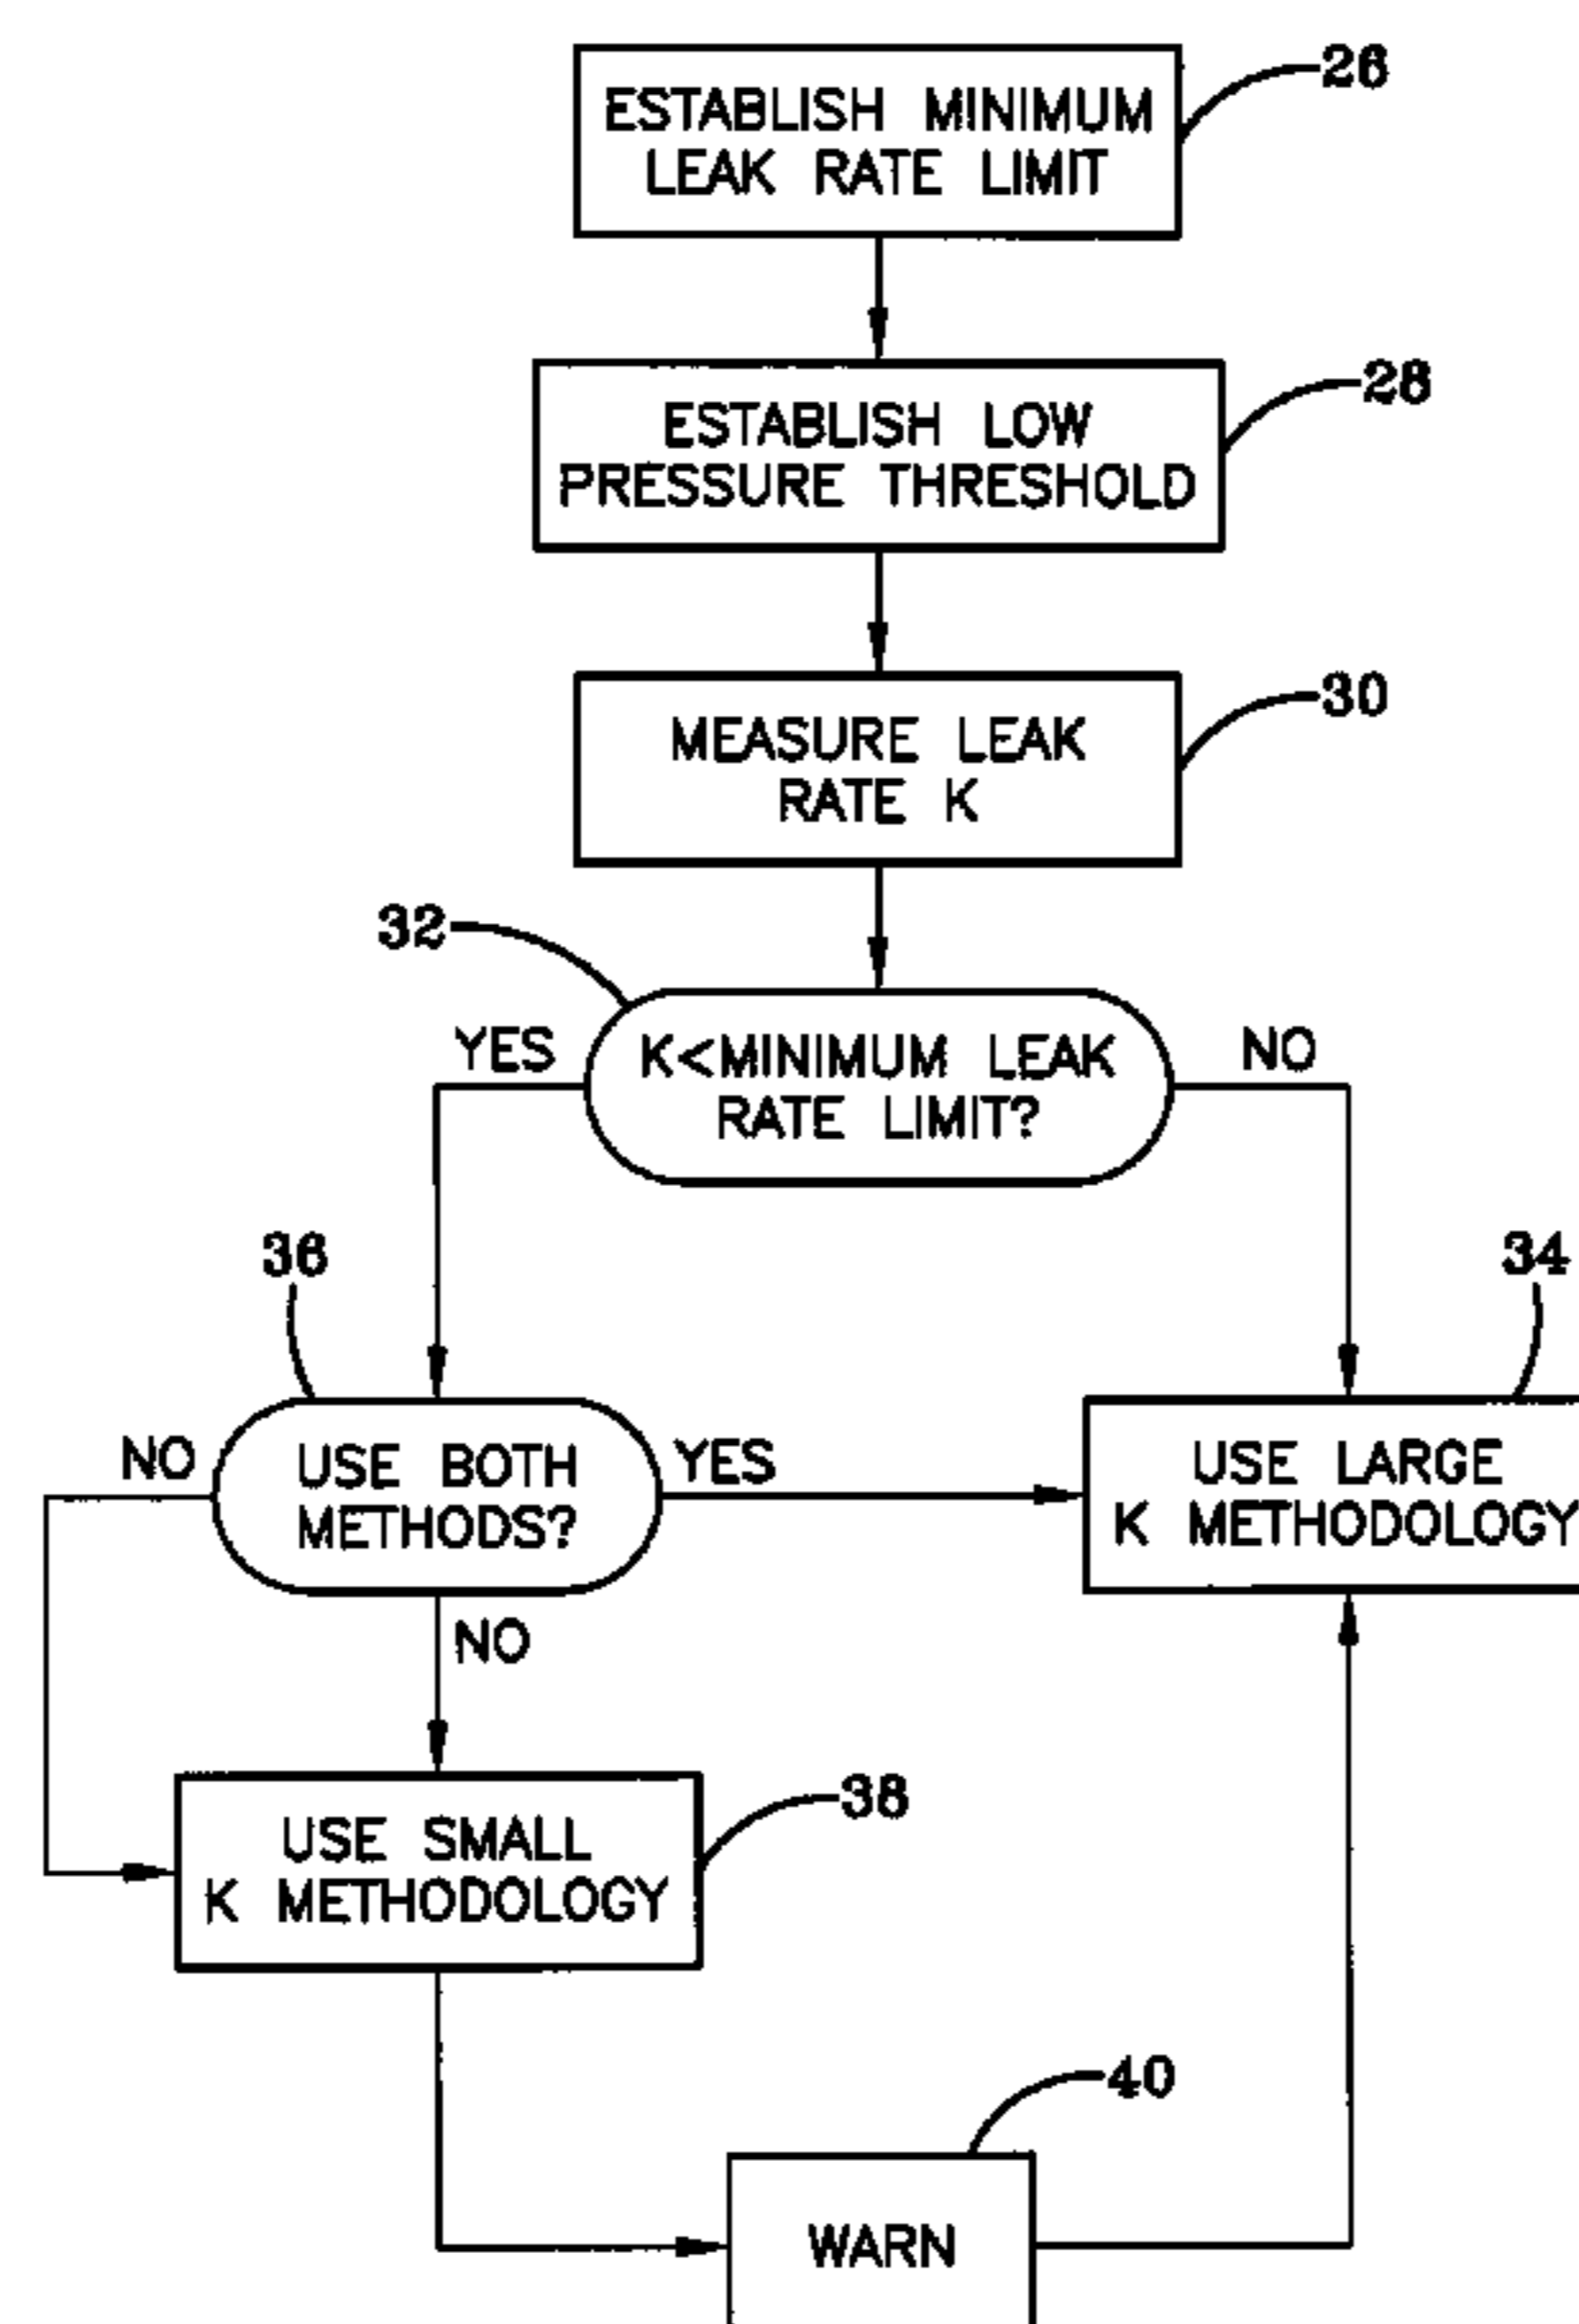 26
ESTABLISH MINIMUM
LEAK RATE LIMIT
28
ESTABLISH LOW
PRESSURE THRESHOLD
30
MEASURE LEAK
RATE K
32
YES
K<MINIMUM LEAK
RATE LIMIT?
NO
36
34
NO
USE BOTH
METHODS?
YES
USE LARGE
K METHODOLOGY
NO
38
USE SMALL
K METHODOLOGY
40
WARN